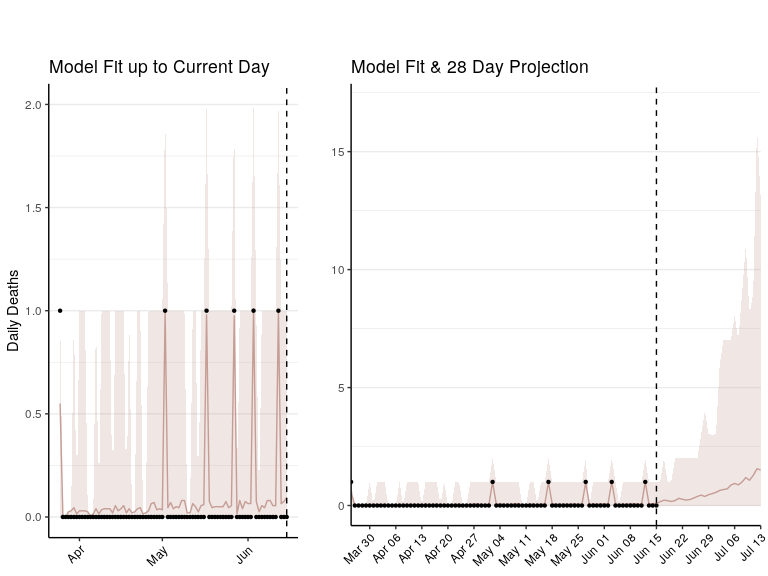 Model Fit up to Current Day
Model Fit & 28 Day Projection
Daily Deaths
2.0
1.5
1.0
0.5
0.0
Apr
May
Jun
15
10
5
0
Mar 30
Apr 06
Apr 13
Apr 20
Apr 27
May 04
May 11
May 18
May 25
Jun 01
Jun 08
Jun 15
Jun 22
Jun 29
Jul 06
Jul 13